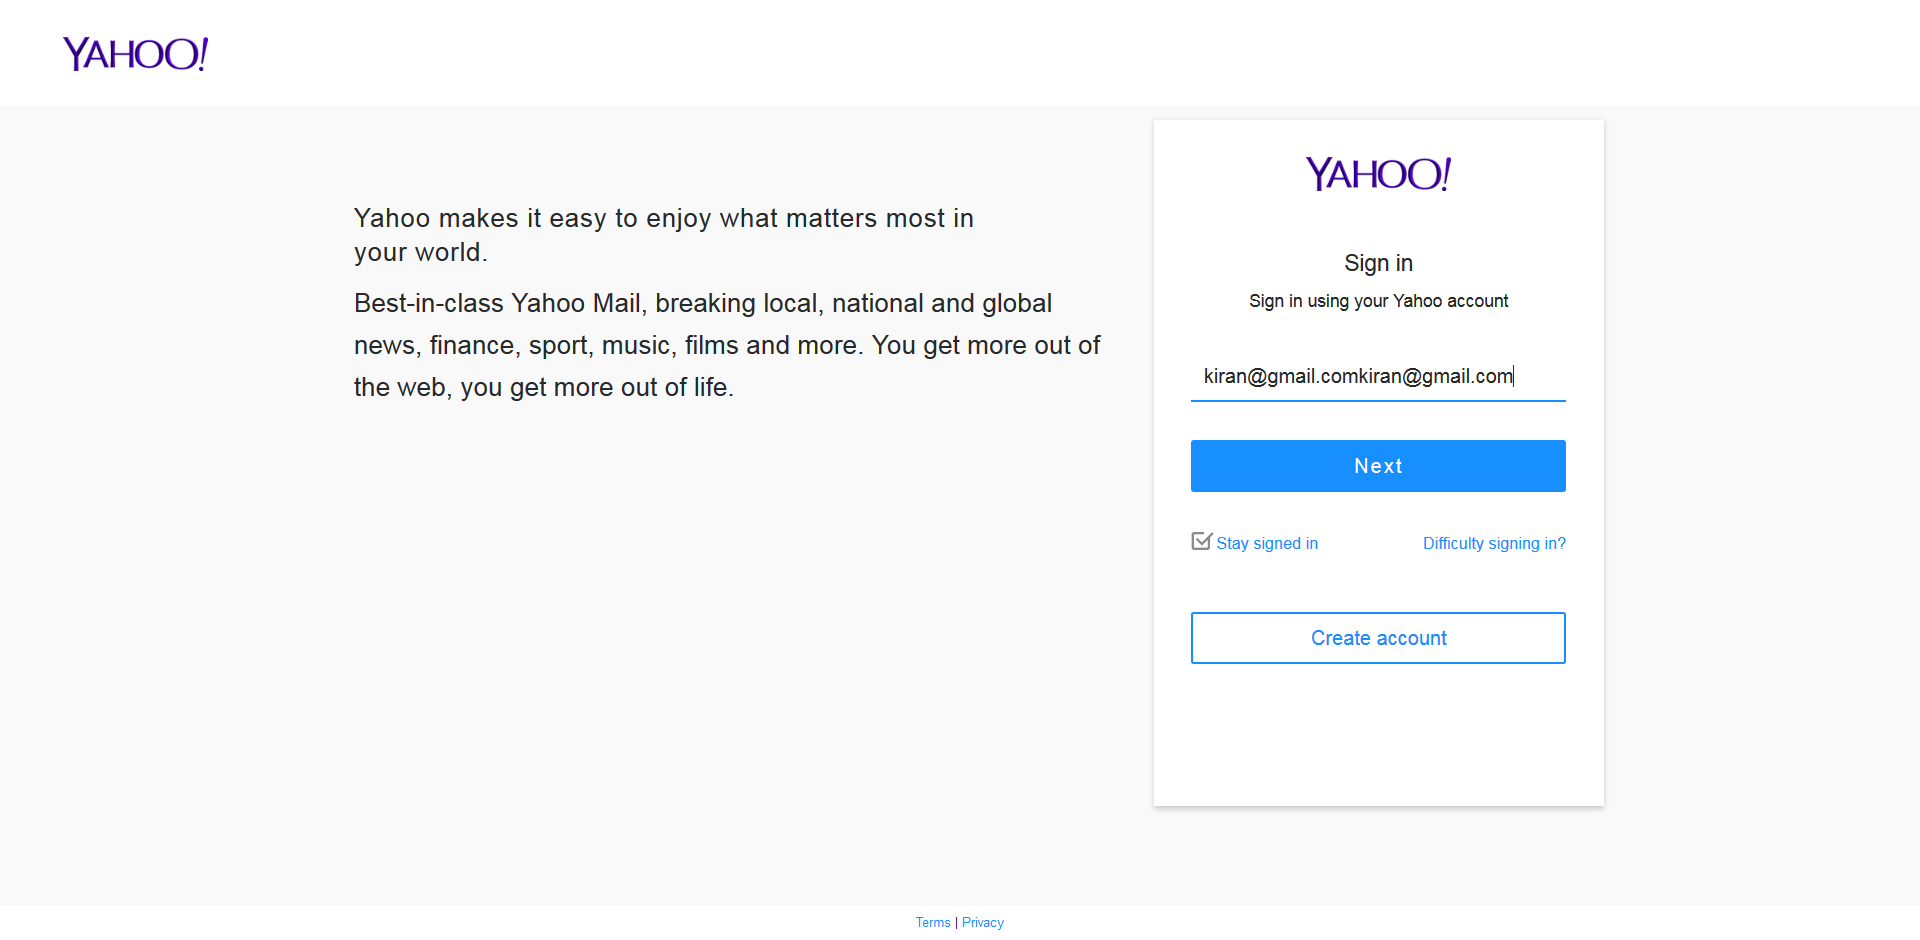 YAHOO!
Yahoo makes it easy to enjoy what matters most in
your world.
Best-in-class Yahoo Mail, breaking local, national and global
news, finance, sport, music, films and more. You get more out of
the web, you get more out of life.
YAHOO!
Sign in
Sign in using your Yahoo account
kiran@gmail.comkiran@gmail.com
Next
Stay signed in
Difficulty signing in?
Create account
Terms | Privacy